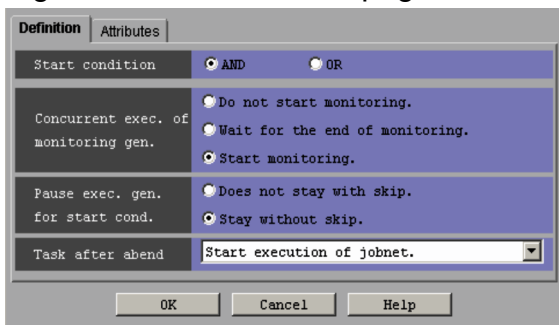 Definition Attributes
Start condition AND OR
Concurrent exec. of monitoring gen.
Do not start monitoring.
Wait for the end of monitoring.
Start monitoring.
Pause exec. gen. for start cond.
Does not stay with skip.
Stay without skip.
Task after abend Start execution of jobnet.
OK Cancel Help